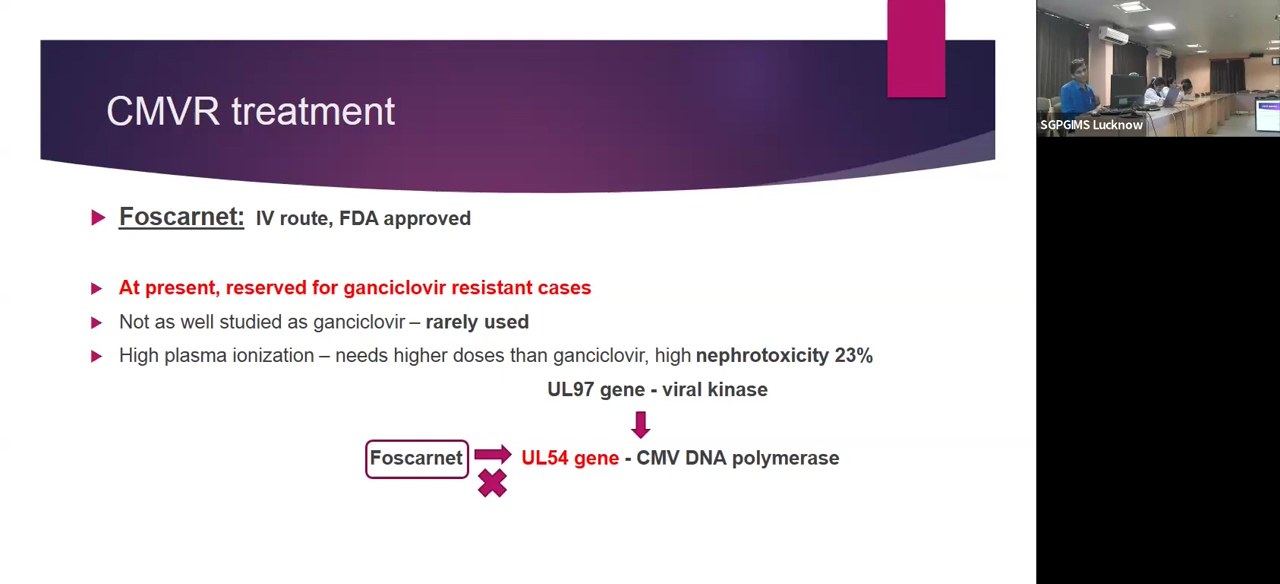 CMVR treatment
SGPGIMS Lucknow
Foscarnet: IV route, FDA approved
At present, reserved for ganciclovir resistant cases
Not as well studied as ganciclovir – rarely used
High plasma ionization – needs higher doses than ganciclovir, high nephrotoxicity 23%
UL97 gene - viral kinase
Foscarnet
UL54 gene - CMV DNA polymerase